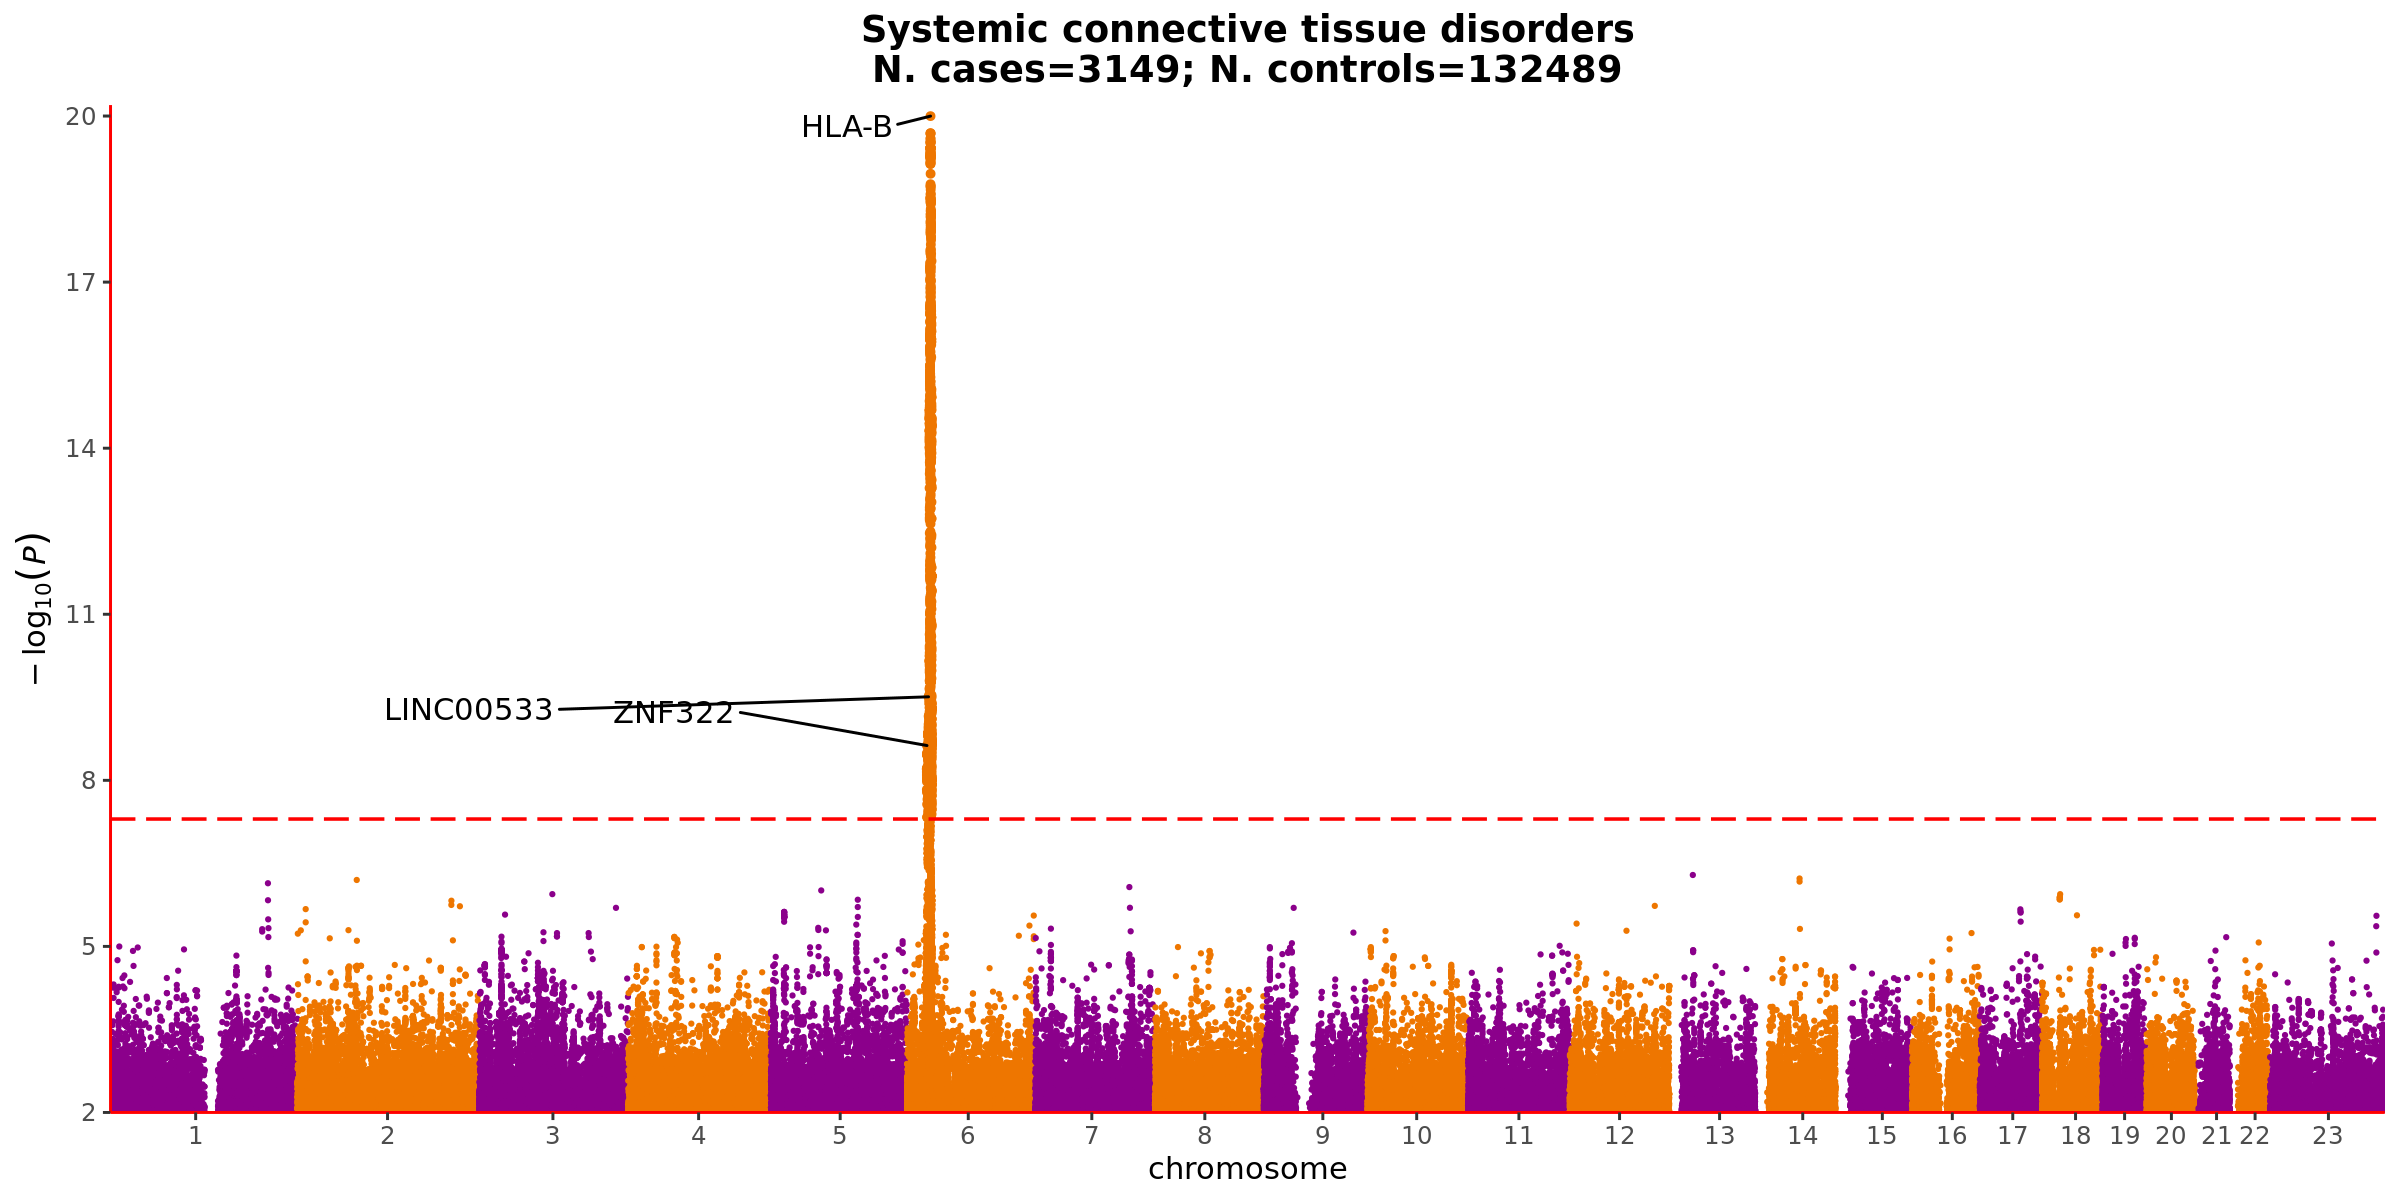 Systemic connective tissue disorders
N. cases=3149; N. controls=132489
20
17
14
11
8
5
2
−log10(P)
HLA-B
LINC00533
ZNF322
1 2 3 4 5 6 7 8 9 10 11 12 13 14 15 16 17 18 19 20 21 22 23
chromosome